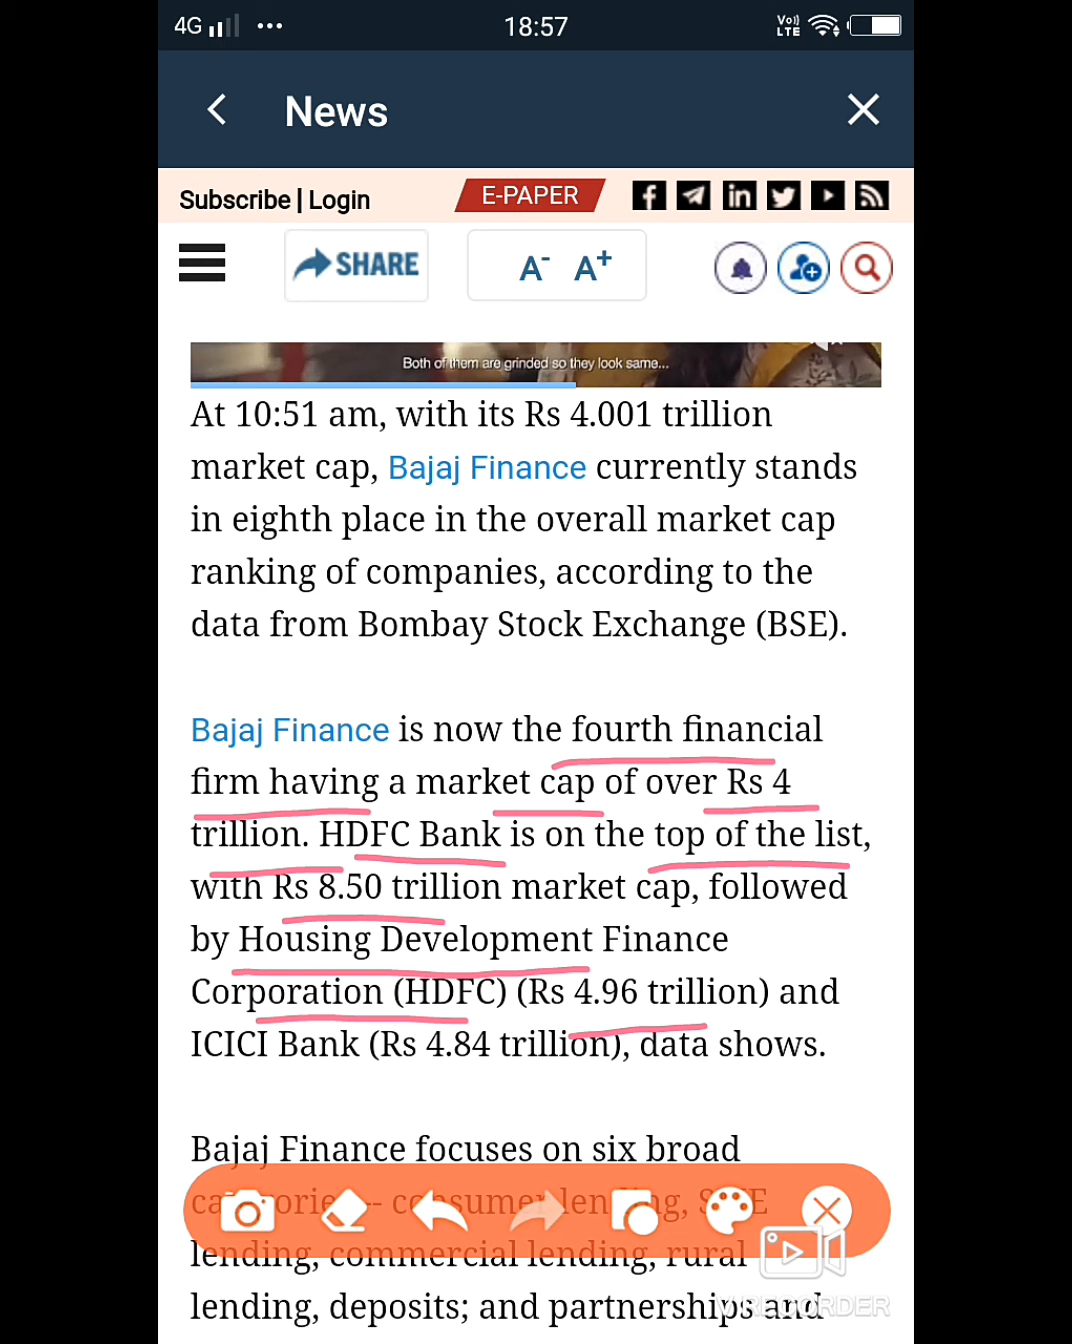 4G ... 18:57 Vo)) LTE
News
Subscribe | Login E-PAPER
SHARE A- A+
Both of them are grinded so they look same...
At 10:51 am, with its Rs 4.001 trillion
market cap, Bajaj Finance currently stands
in eighth place in the overall market cap
ranking of companies, according to the
data from Bombay Stock Exchange (BSE).
Bajaj Finance is now the fourth financial
firm having a market cap of over Rs 4
trillion. HDFC Bank is on the top of the list,
with Rs 8.50 trillion market cap, followed
by Housing Development Finance
Corporation (HDFC) (Rs 4.96 trillion) and
ICICI Bank (Rs 4.84 trillion), data shows.
Bajaj Finance focuses on six broad
-- consumer lending,
lending, commercial lending, rural
lending, deposits; and partnerships and
V RECORDER